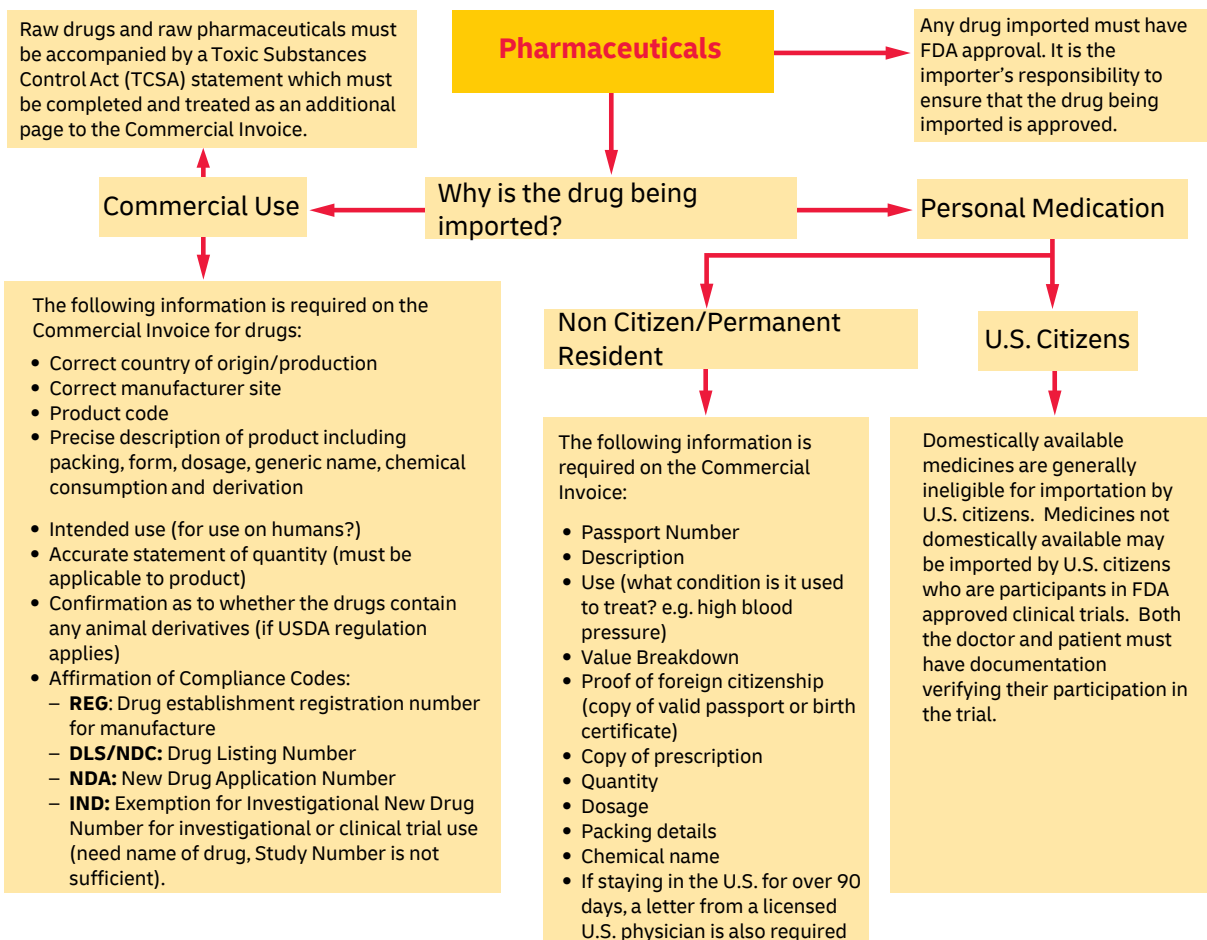 Raw drugs and raw pharmaceuticals must
be accompanied by a Toxic Substances
Control Act (TCSA) statement which must
be completed and treated as an additional
page to the Commercial Invoice.
Pharmaceuticals
Any drug imported must have
FDA approval. It is the
importer’s responsibility to
ensure that the drug being
imported is approved.
Commercial Use
Why is the drug being
imported?
Personal Medication
The following information is required on the
Commercial Invoice for drugs:
• Correct country of origin/production
• Correct manufacturer site
• Product code
• Precise description of product including
packing, form, dosage, generic name, chemical
consumption and derivation
• Intended use (for use on humans?)
• Accurate statement of quantity (must be
applicable to product)
• Confirmation as to whether the drugs contain
any animal derivatives (if USDA regulation
applies)
• Affirmation of Compliance Codes:
– REG: Drug establishment registration number
for manufacture
– DLS/NDC: Drug Listing Number
– NDA: New Drug Application Number
– IND: Exemption for Investigational New Drug
Number for investigational or clinical trial use
(need name of drug, Study Number is not
sufficient).
Non Citizen/Permanent
Resident
The following information is
required on the Commercial
Invoice:
• Passport Number
• Description
• Use (what condition is it used
to treat? e.g. high blood
pressure)
• Value Breakdown
• Proof of foreign citizenship
(copy of valid passport or birth
certificate)
• Copy of prescription
• Quantity
• Dosage
• Packing details
• Chemical name
• If staying in the U.S. for over 90
days, a letter from a licensed
U.S. physician is also required
U.S. Citizens
Domestically available
medicines are generally
ineligible for importation by
U.S. citizens. Medicines not
domestically available may
be imported by U.S. citizens
who are participants in FDA
approved clinical trials. Both
the doctor and patient must
have documentation
verifying their participation in
the trial.